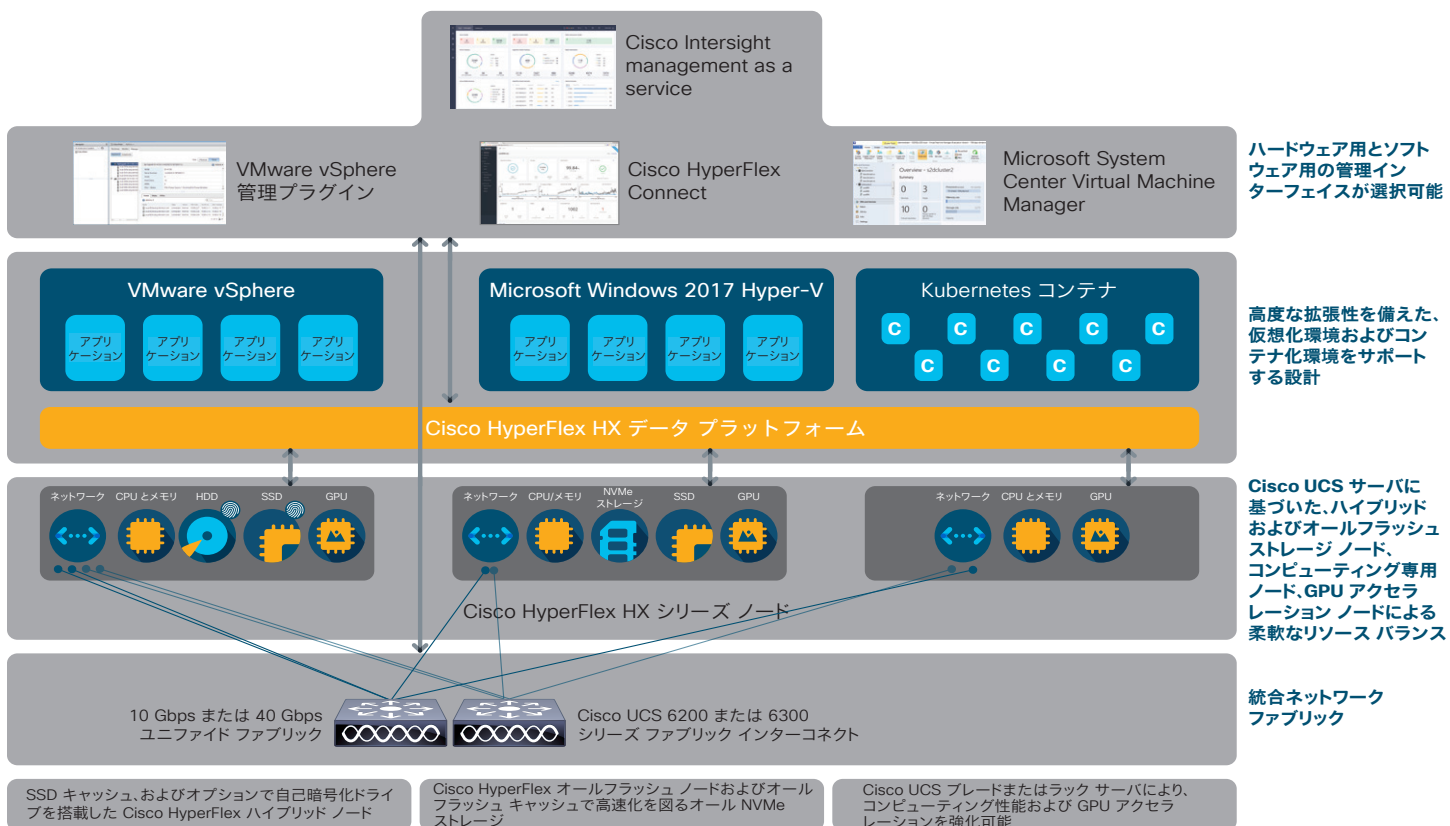 Cisco Intersight
management as a
service
VMware vSphere
管理プラグイン
Cisco HyperFlex
Connect
Overview - s2dcluster2
Summary
0
3
10
0
Microsoft System
Center Virtual Machine
Manager
ハードウェア用とソフト
ウェア用の管理イン
ターフェイスが選択可能
VMware vSphere
アプリ
ケーション
アプリ
ケーション
アプリ
ケーション
アプリ
ケーション
Microsoft Windows 2017 Hyper-V
アプリ
ケーション
アプリ
ケーション
アプリ
ケーション
アプリ
ケーション
Kubernetes コンテナ
C
C
C
C
C
C
C
C
C
高度な拡張性を備えた、
仮想化環境およびコン
テナ化環境をサポート
する設計
Cisco HyperFlex HX データ プラットフォーム
ネットワーク
CPU とメモリ
HDD
SSD
GPU
ネットワーク
CPU/メモリ
NVMe
ストレージ
SSD
GPU
ネットワーク
CPU とメモリ
GPU
Cisco HyperFlex HX シリーズ ノード
Cisco UCS サーバに
基づいた、ハイブリッド
およびオールフラッシュ
ストレージ ノード、
コンピューティング専用
ノード、GPU アクセラ
レーション ノードによる
柔軟なリソース バランス
10 Gbps または 40 Gbps
ユニファイド ファブリック
Cisco UCS 6200 または 6300
シリーズ ファブリック インターコネクト
統合ネットワーク
ファブリック
SSD キャッシュ、およびオプションで自己暗号化ドライ
ブを搭載した Cisco HyperFlex ハイブリッド ノード
Cisco HyperFlex オールフラッシュ ノードおよびオール
フラッシュ キャッシュで高速化を図るオール NVMe
ストレージ
Cisco UCS ブレードまたはラック サーバにより、
コンピューティング性能および GPU アクセラ
レーションを強化可能